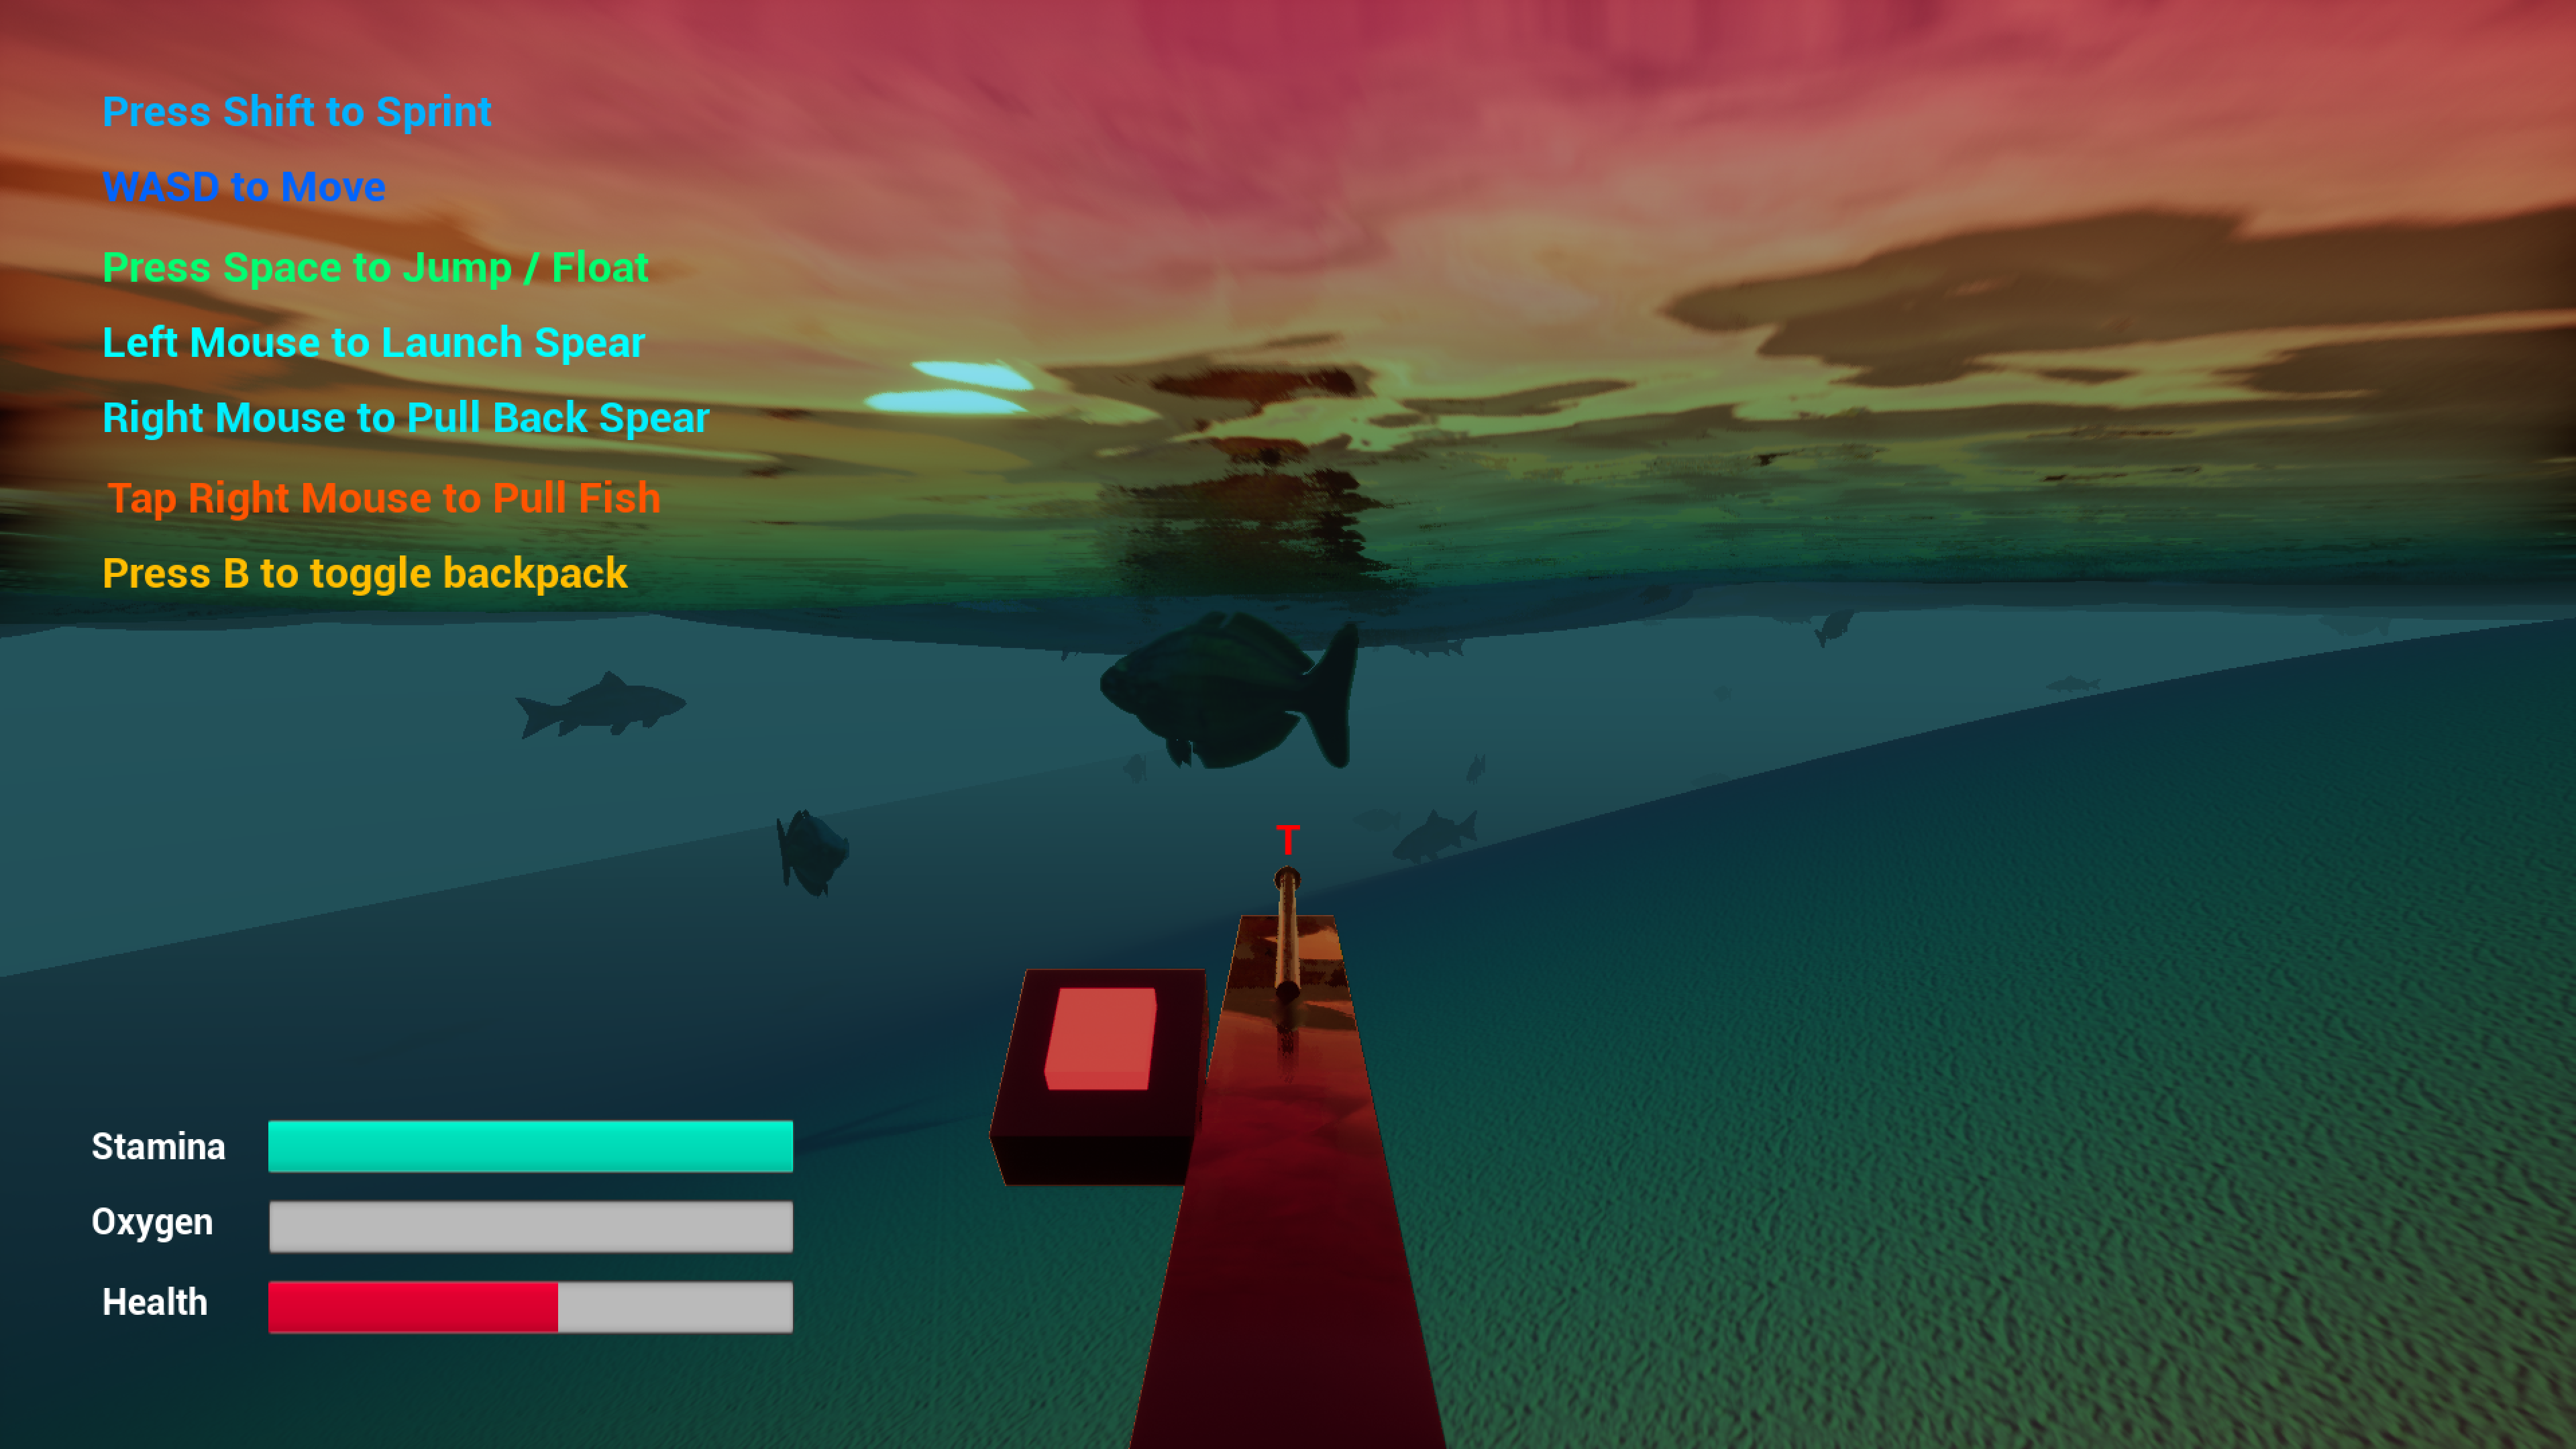 Press Shift to Sprint
WASD to Move
Press Space to Jump / Float
Left Mouse to Launch Spear
Right Mouse to Pull Back Spear
Tap Right Mouse to Pull Fish
Press B to toggle backpack
T
Stamina
Oxygen
Health